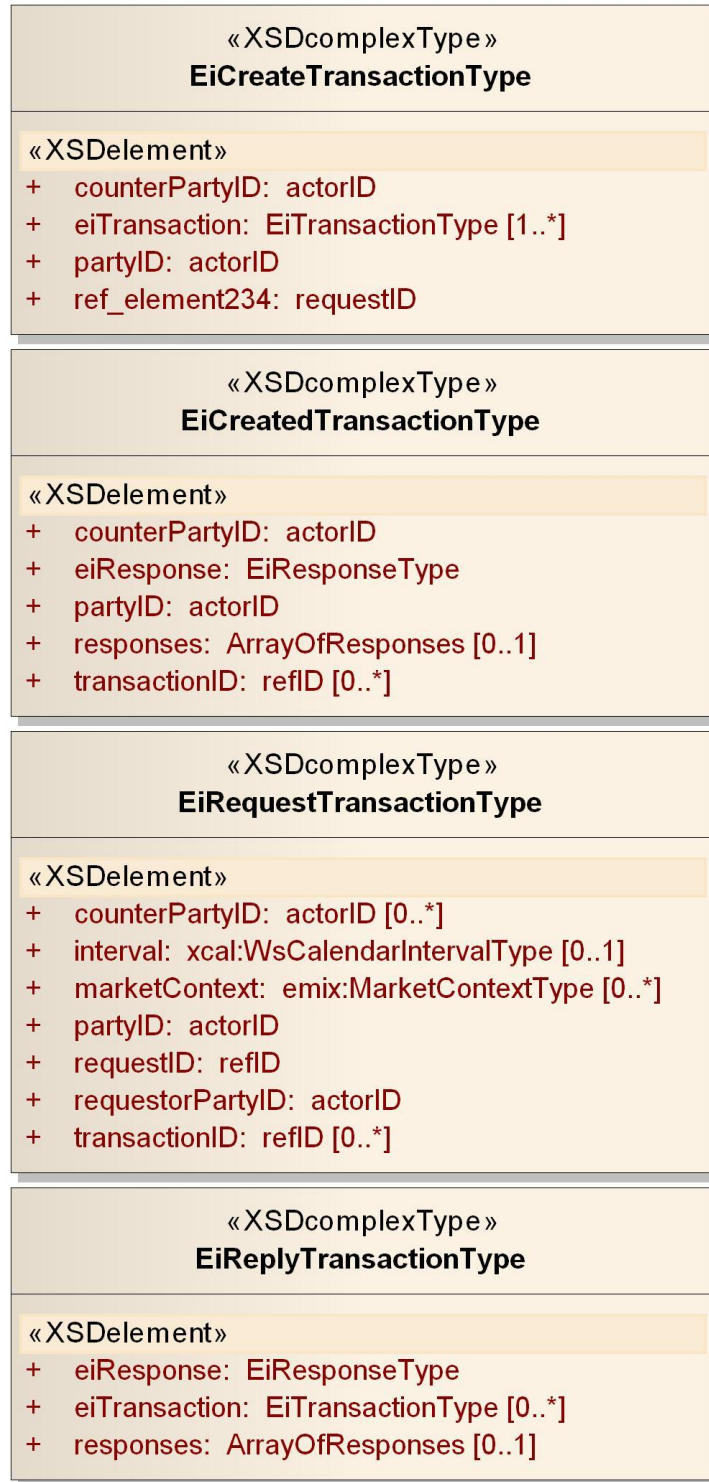 «XSDcomplexType»
EiCreateTransactionType
«XSDelement»
+ counterPartyID: actorID
+ eiTransaction: EiTransactionType [1..*]
+ partyID: actorID
+ ref_element234: requestID
«XSDcomplexType»
EiCreatedTransactionType
«XSDelement»
+ counterPartyID: actorID
+ eiResponse: EiResponseType
+ partyID: actorID
+ responses: ArrayOfResponses [0..1]
+ transactionID: refID [0..*]
«XSDcomplexType»
EiRequestTransactionType
«XSDelement»
+ counterPartyID: actorID [0..*]
+ interval: xcal:WsCalendarIntervalType [0..1]
+ marketContext: emix:MarketContextType [0..*]
+ partyID: actorID
+ requestID: refID
+ requestorPartyID: actorID
+ transactionID: refID [0..*]
«XSDcomplexType»
EiReplyTransactionType
«XSDelement»
+ eiResponse: EiResponseType
+ eiTransaction: EiTransactionType [0..*]
+ responses: ArrayOfResponses [0..1]